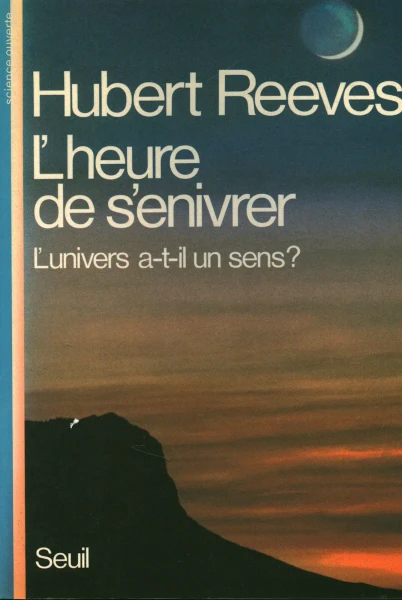 science ouverte
Hubert Reeves
L'heure
de s'enivrer
L'univers a-t-il un sens?
Seuil